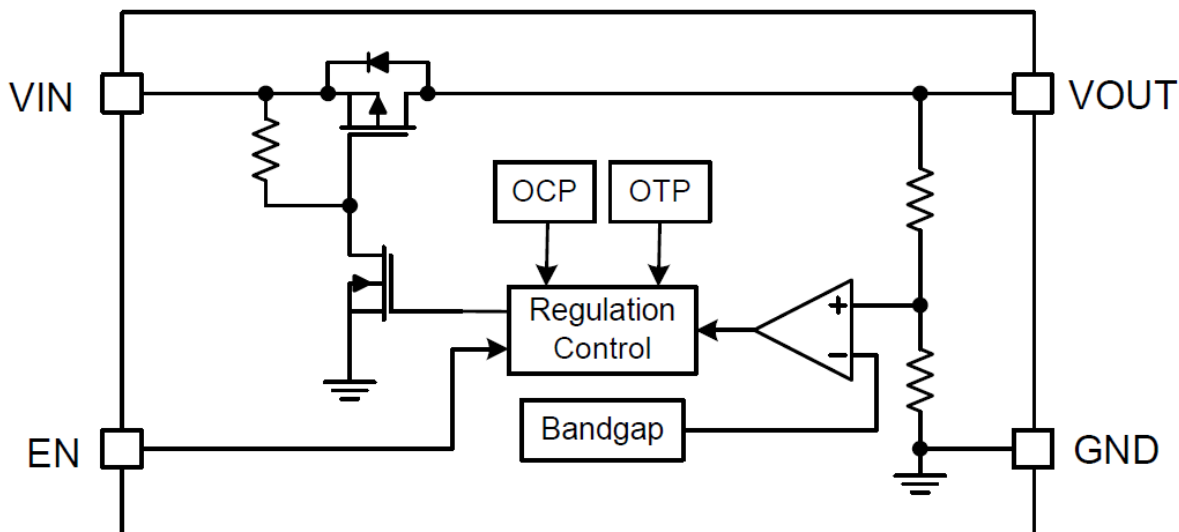 VIN
VOUT
OCP
OTP
+
Regulation
Control
−
Bandgap
EN
GND